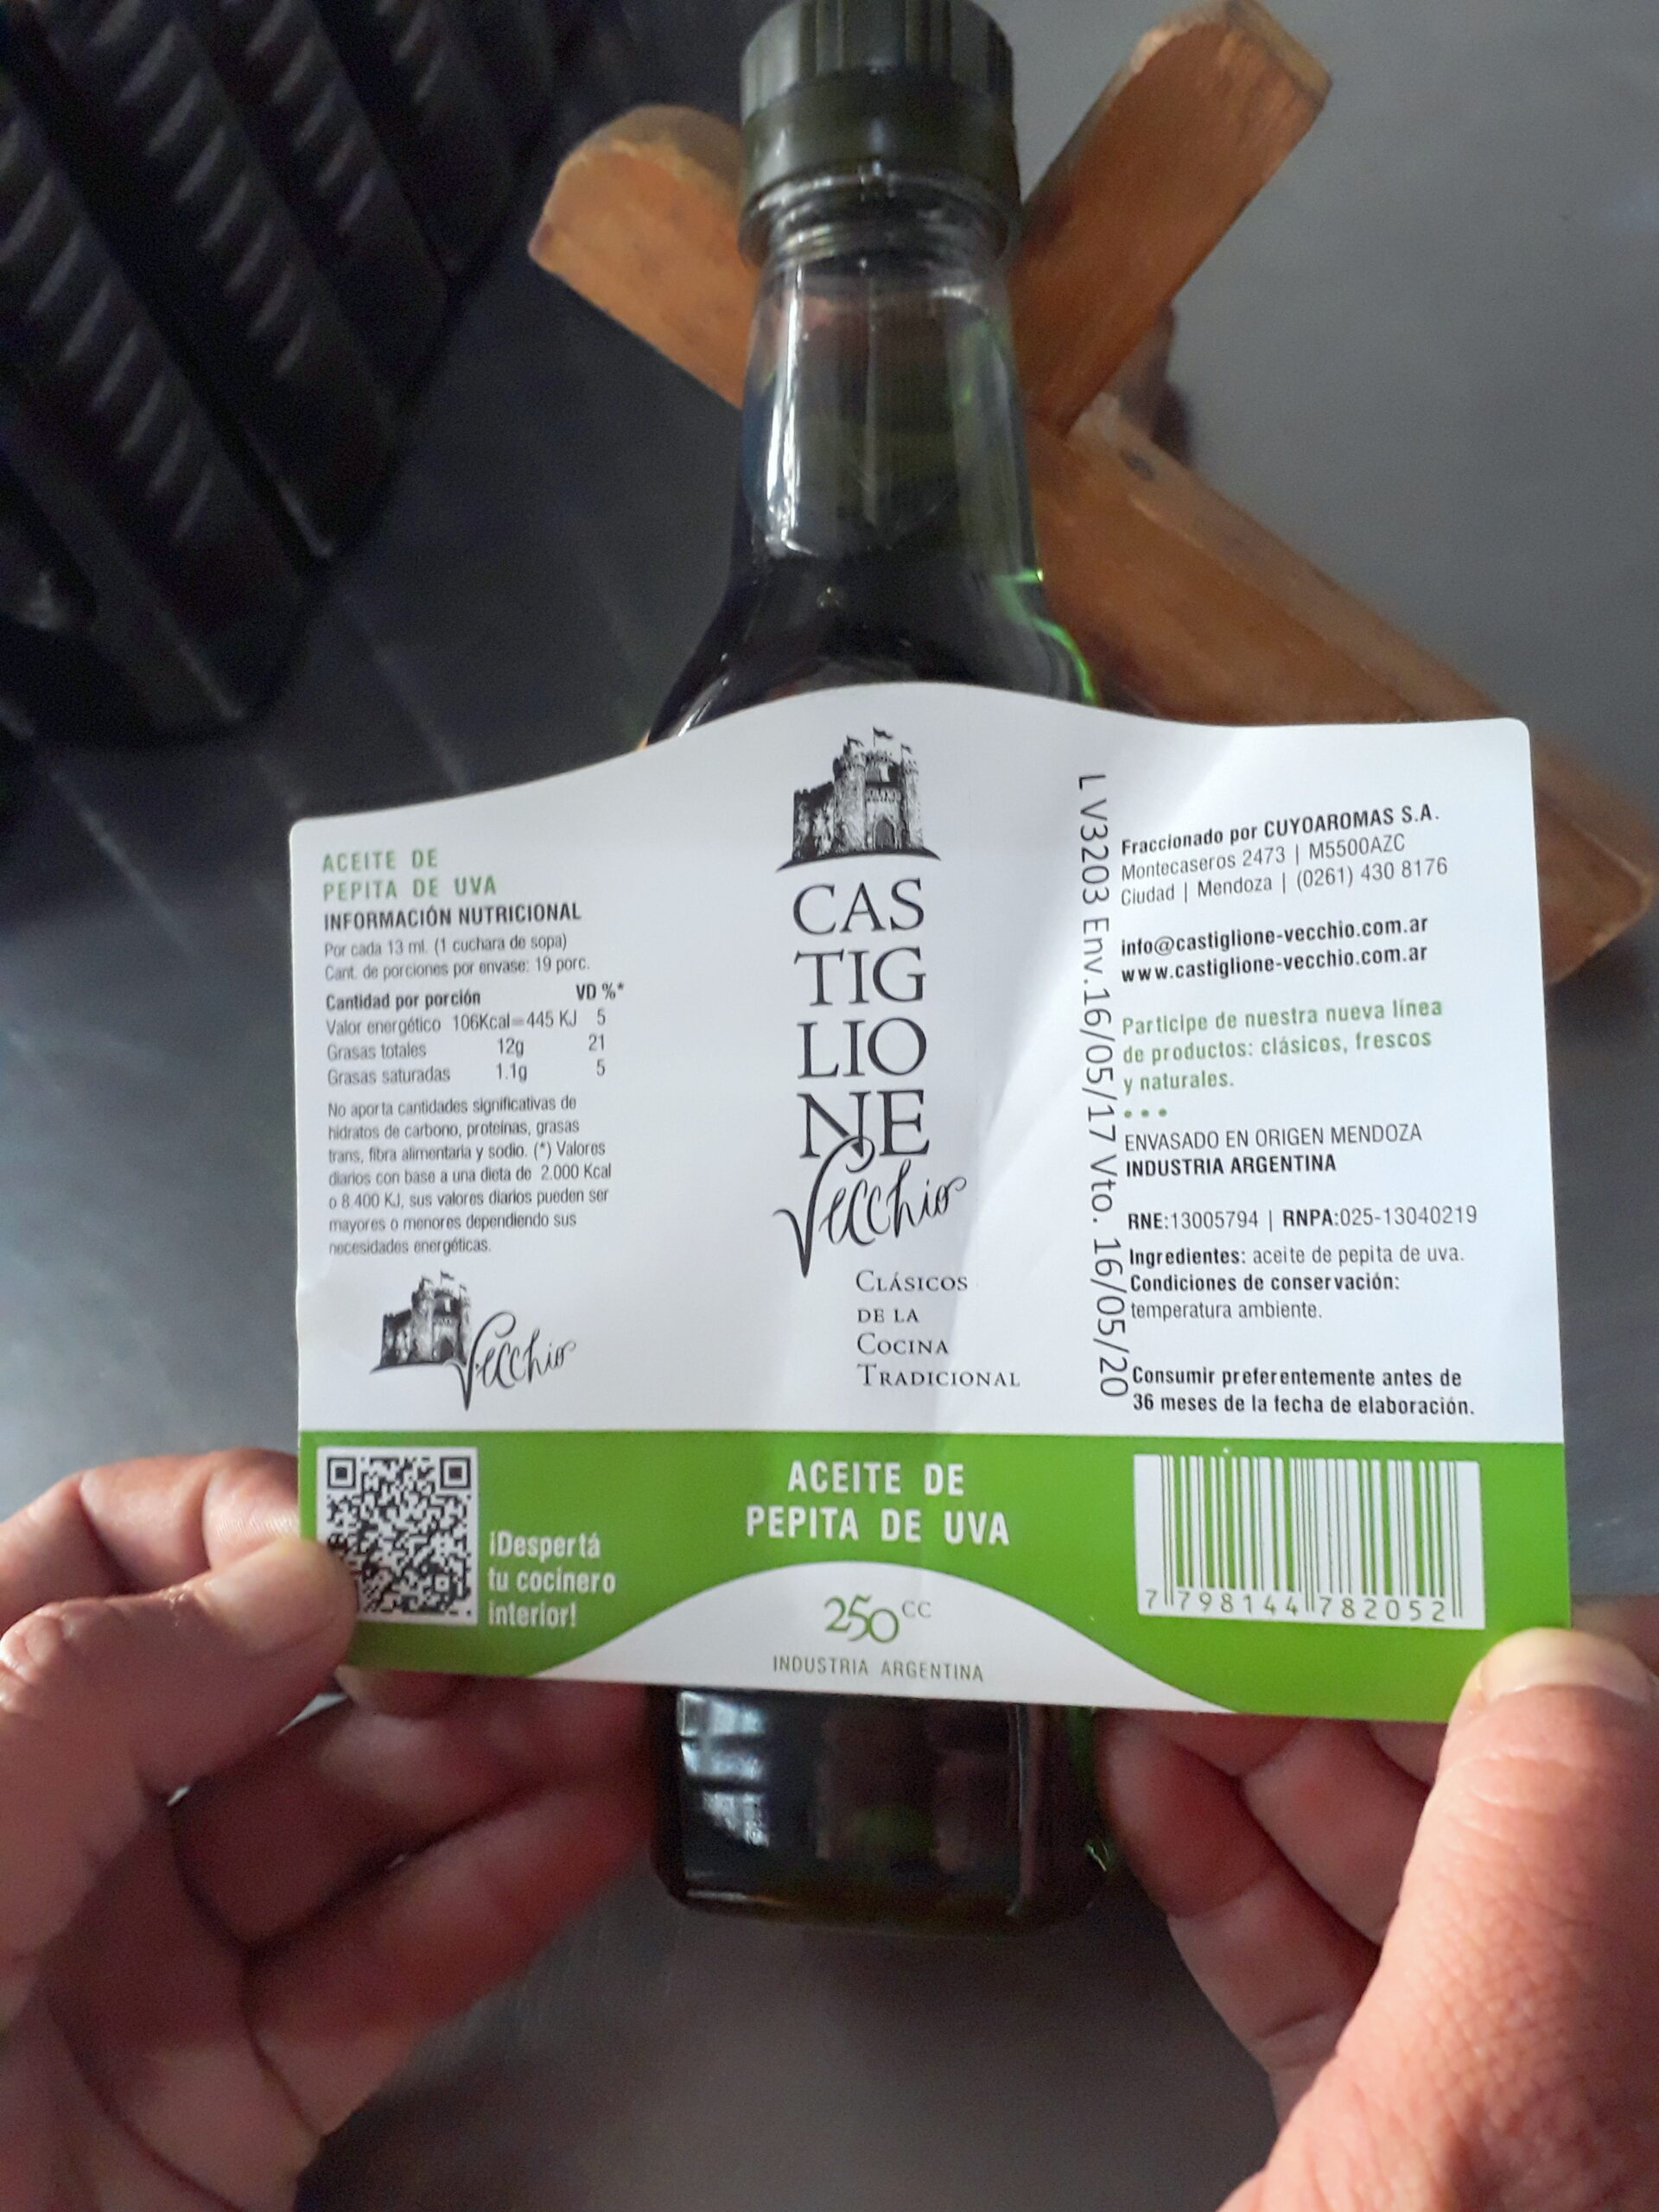 ACEITE DE
PEPITA DE UVA
INFORMACIÓN NUTRICIONAL
Por cada 13 ml. (1 cuchara de sopa)
Cant. de porciones por envase: 19 porc.
Cantidad por porción VD %*
Valor energético 106Kcal=445 KJ 5
Grasas totales 12g 21
Grasas saturadas 1.1g 5
No aporta cantidades significativas de
hidratos de carbono, proteínas, grasas
trans, fibra alimentaria y sodio. (*) Valores
diarios con base a una dieta de 2.000 Kcal
o 8.400 KJ, sus valores diarios pueden ser
mayores o menores dependiendo sus
necesidades energéticas.
Vecchio
¡Despertá
tu cocinero
interior!
CAS
TIG
LIO
NE
Vecchio
CLÁSICOS
DE LA
COCINA
TRADICIONAL
ACEITE DE
PEPITA DE UVA
250 CC
INDUSTRIA ARGENTINA
L V3203 Env.16/05/17 Vto. 16/05/20
Fraccionado por CUYOAROMAS S.A.
Montecaseros 2473 | M5500AZC
Ciudad | Mendoza | (0261) 430 8176
info@castiglione-vecchio.com.ar
www.castiglione-vecchio.com.ar
Participe de nuestra nueva línea
de productos: clásicos, frescos
y naturales.
•••
ENVASADO EN ORIGEN MENDOZA
INDUSTRIA ARGENTINA
RNE:13005794 | RNPA:025-13040219
Ingredientes: aceite de pepita de uva.
Condiciones de conservación:
temperatura ambiente.
Consumir preferentemente antes de
36 meses de la fecha de elaboración.
7 798144 782052